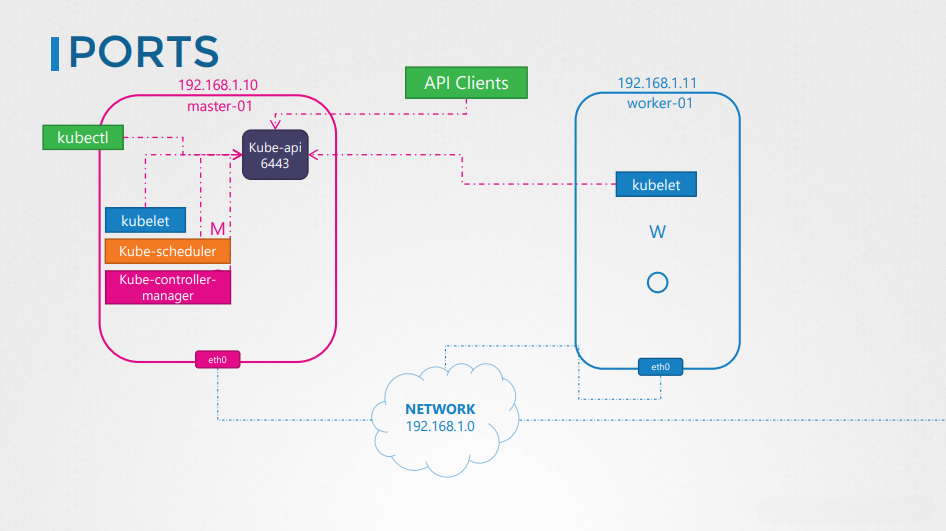 PORTS
192.168.1.10
master-01
API Clients
192.168.1.11
worker-01
kubectl
Kube-api
6443
kubelet
kubelet
M
W
Kube-scheduler
Kube-controller-
manager
eth0
eth0
NETWORK
192.168.1.0